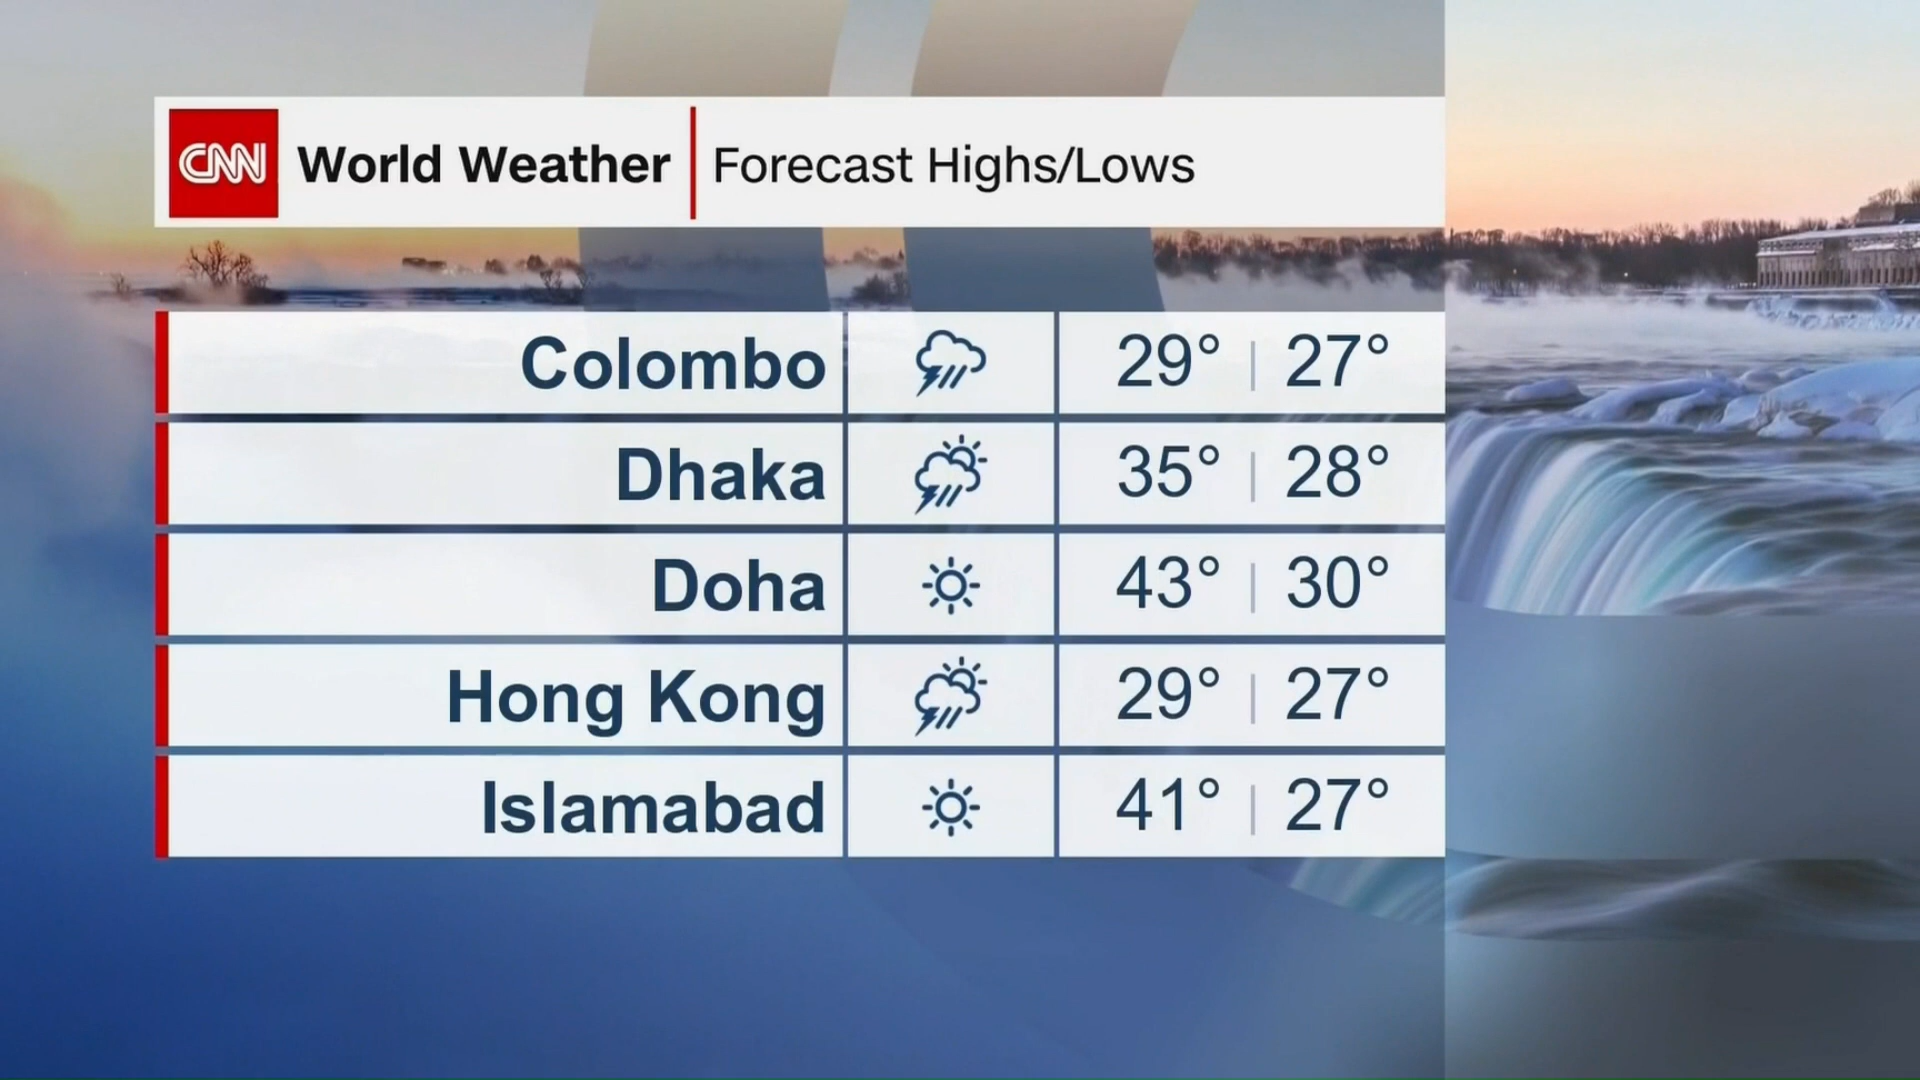 CNN World Weather | Forecast Highs/Lows
Colombo 29° | 27°
Dhaka 35° | 28°
Doha 43° | 30°
Hong Kong 29° | 27°
Islamabad 41° | 27°